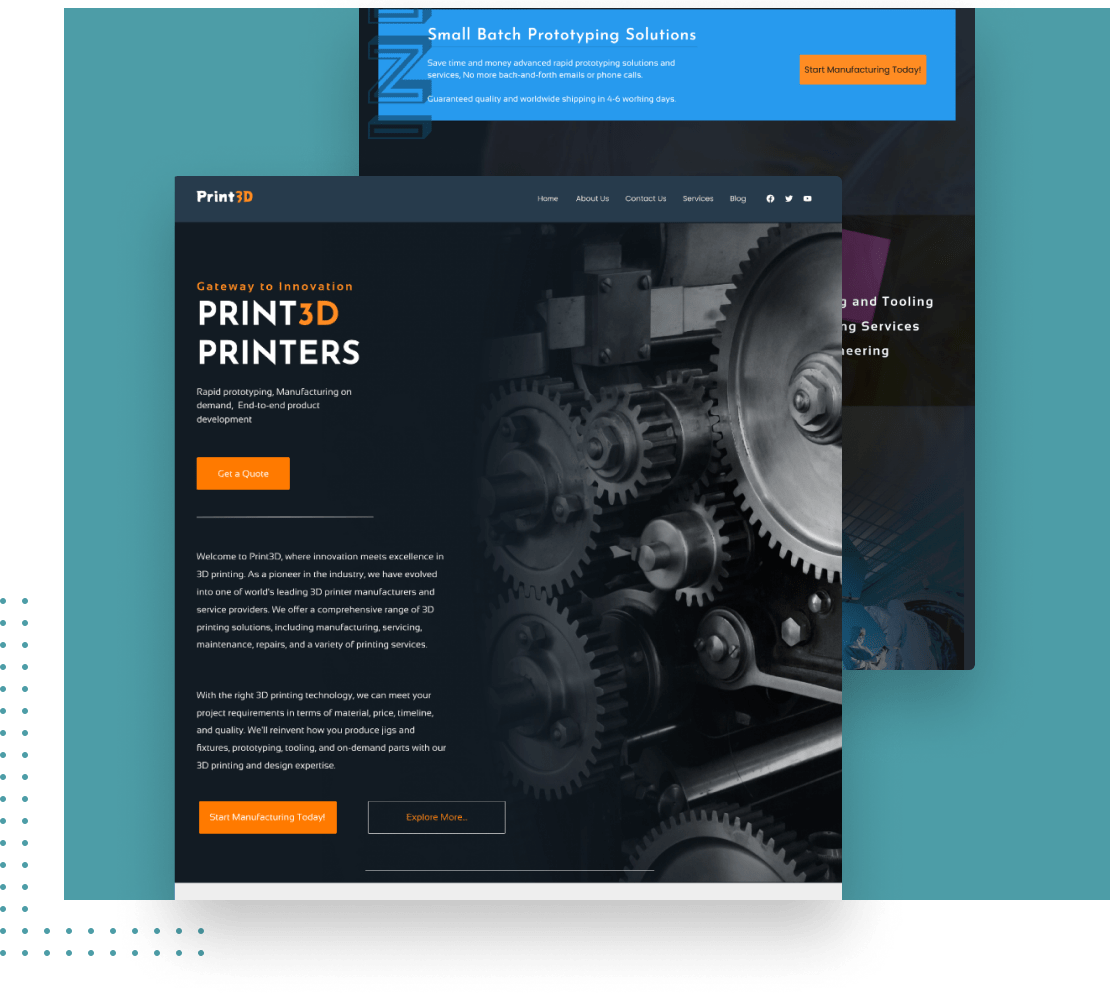 Small Batch Prototyping Solutions
Save time and money advanced rapid prototyping solutions and
services, No more bach-and-forth emails or phone calls.
Guaranteed quality and worldwide shipping in 4-6 working days.
Start Manufacturing Today!
Print3D
Home About Us Contact Us Services Blog
Gateway to Innovation
PRINT3D
PRINTERS
Rapid prototyping, Manufacturing on
demand, End-to-end product
development
Get a Quote
Welcome to Print3D, where innovation meets excellence in
3D printing. As a pioneer in the industry, we have evolved
into one of world's leading 3D printer manufacturers and
service providers. We offer a comprehensive range of 3D
printing solutions, including manufacturing, servicing,
maintenance, repairs, and a variety of printing services.
With the right 3D printing technology, we can meet your
project requirements in terms of material, price, timeline,
and quality. We'll reinvent how you produce jigs and
fixtures, prototyping, tooling, and on-demand parts with our
3D printing and design expertise.
Start Manufacturing Today!
Explore More...
and Tooling
Services